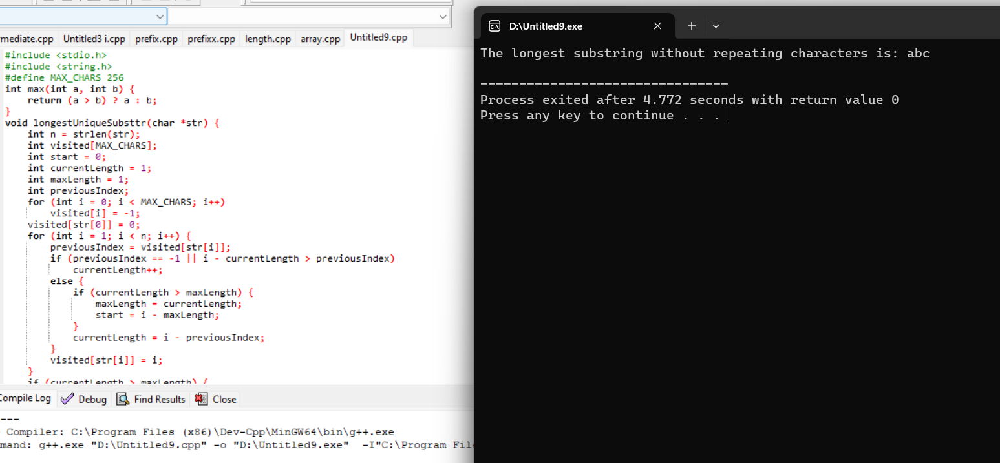 mediate.cpp Untitled3 i.cpp prefix.cpp prefixx.cpp length.cpp array.cpp Untitled9.cpp
#include <stdio.h>
#include <string.h>
#define MAX_CHARS 256
int max(int a, int b) {
    return (a > b) ? a : b;
}
void longestUniqueSubsttr(char *str) {
    int n = strlen(str);
    int visited[MAX_CHARS];
    int start = 0;
    int currentLength = 1;
    int maxLength = 1;
    int previousIndex;
    for (int i = 0; i < MAX_CHARS; i++)
        visited[i] = -1;
    visited[str[0]] = 0;
    for (int i = 1; i < n; i++) {
        previousIndex = visited[str[i]];
        if (previousIndex == -1 || i - currentLength > previousIndex)
            currentLength++;
        else {
            if (currentLength > maxLength) {
                maxLength = currentLength;
                start = i - maxLength;
            }
            currentLength = i - previousIndex;
        }
        visited[str[i]] = i;
    }
    if (currentLength > maxLength) {
Compile Log Debug Find Results Close
---
- Compiler: C:\Program Files (x86)\Dev-Cpp\MinGW64\bin\g++.exe
mand: g++.exe "D:\Untitled9.cpp" -o "D:\Untitled9.exe" -I"C:\Program Fil
D:\Untitled9.exe
The longest substring without repeating characters is: abc
--------------------------------
Process exited after 4.772 seconds with return value 0
Press any key to continue . . .